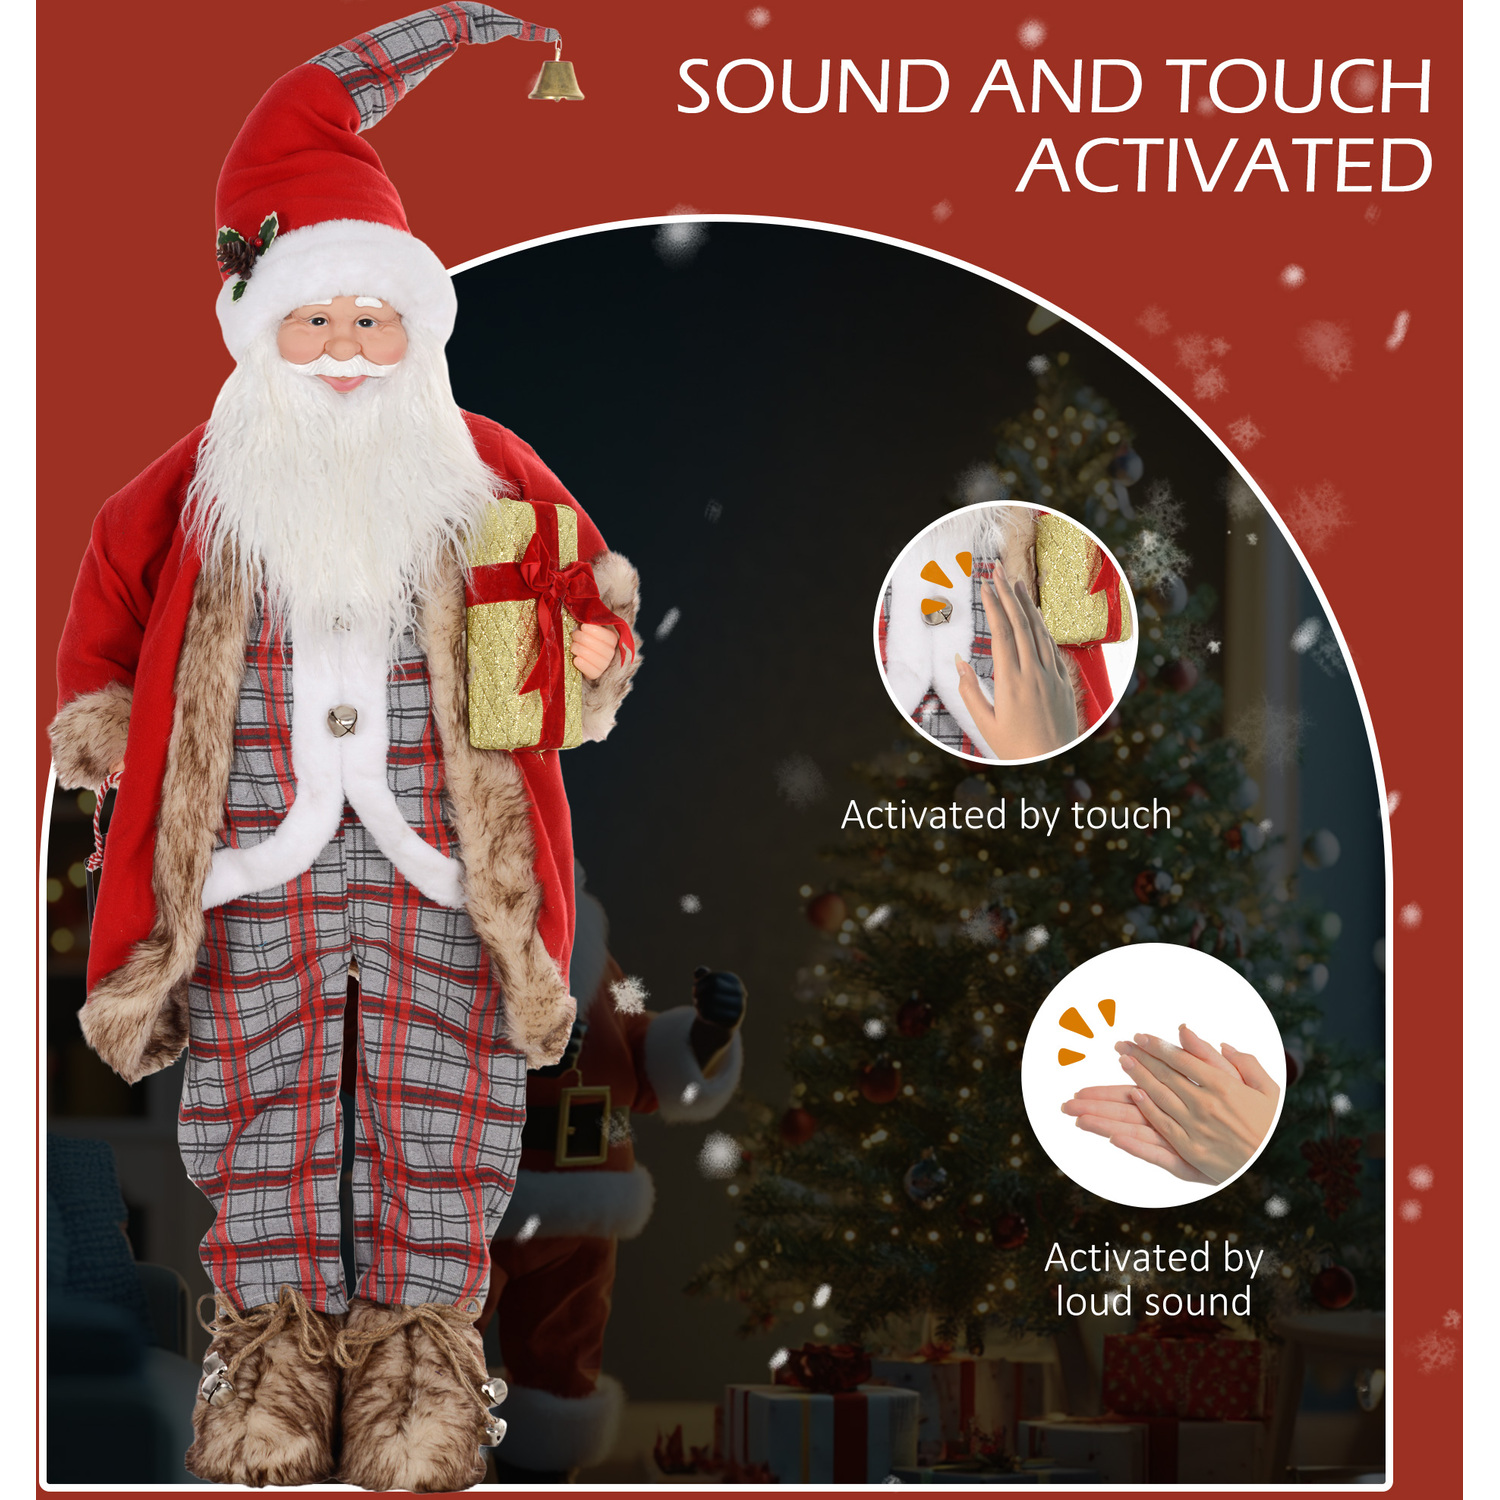 SOUND AND TOUCH
ACTIVATED
Activated by touch
Activated by
loud sound